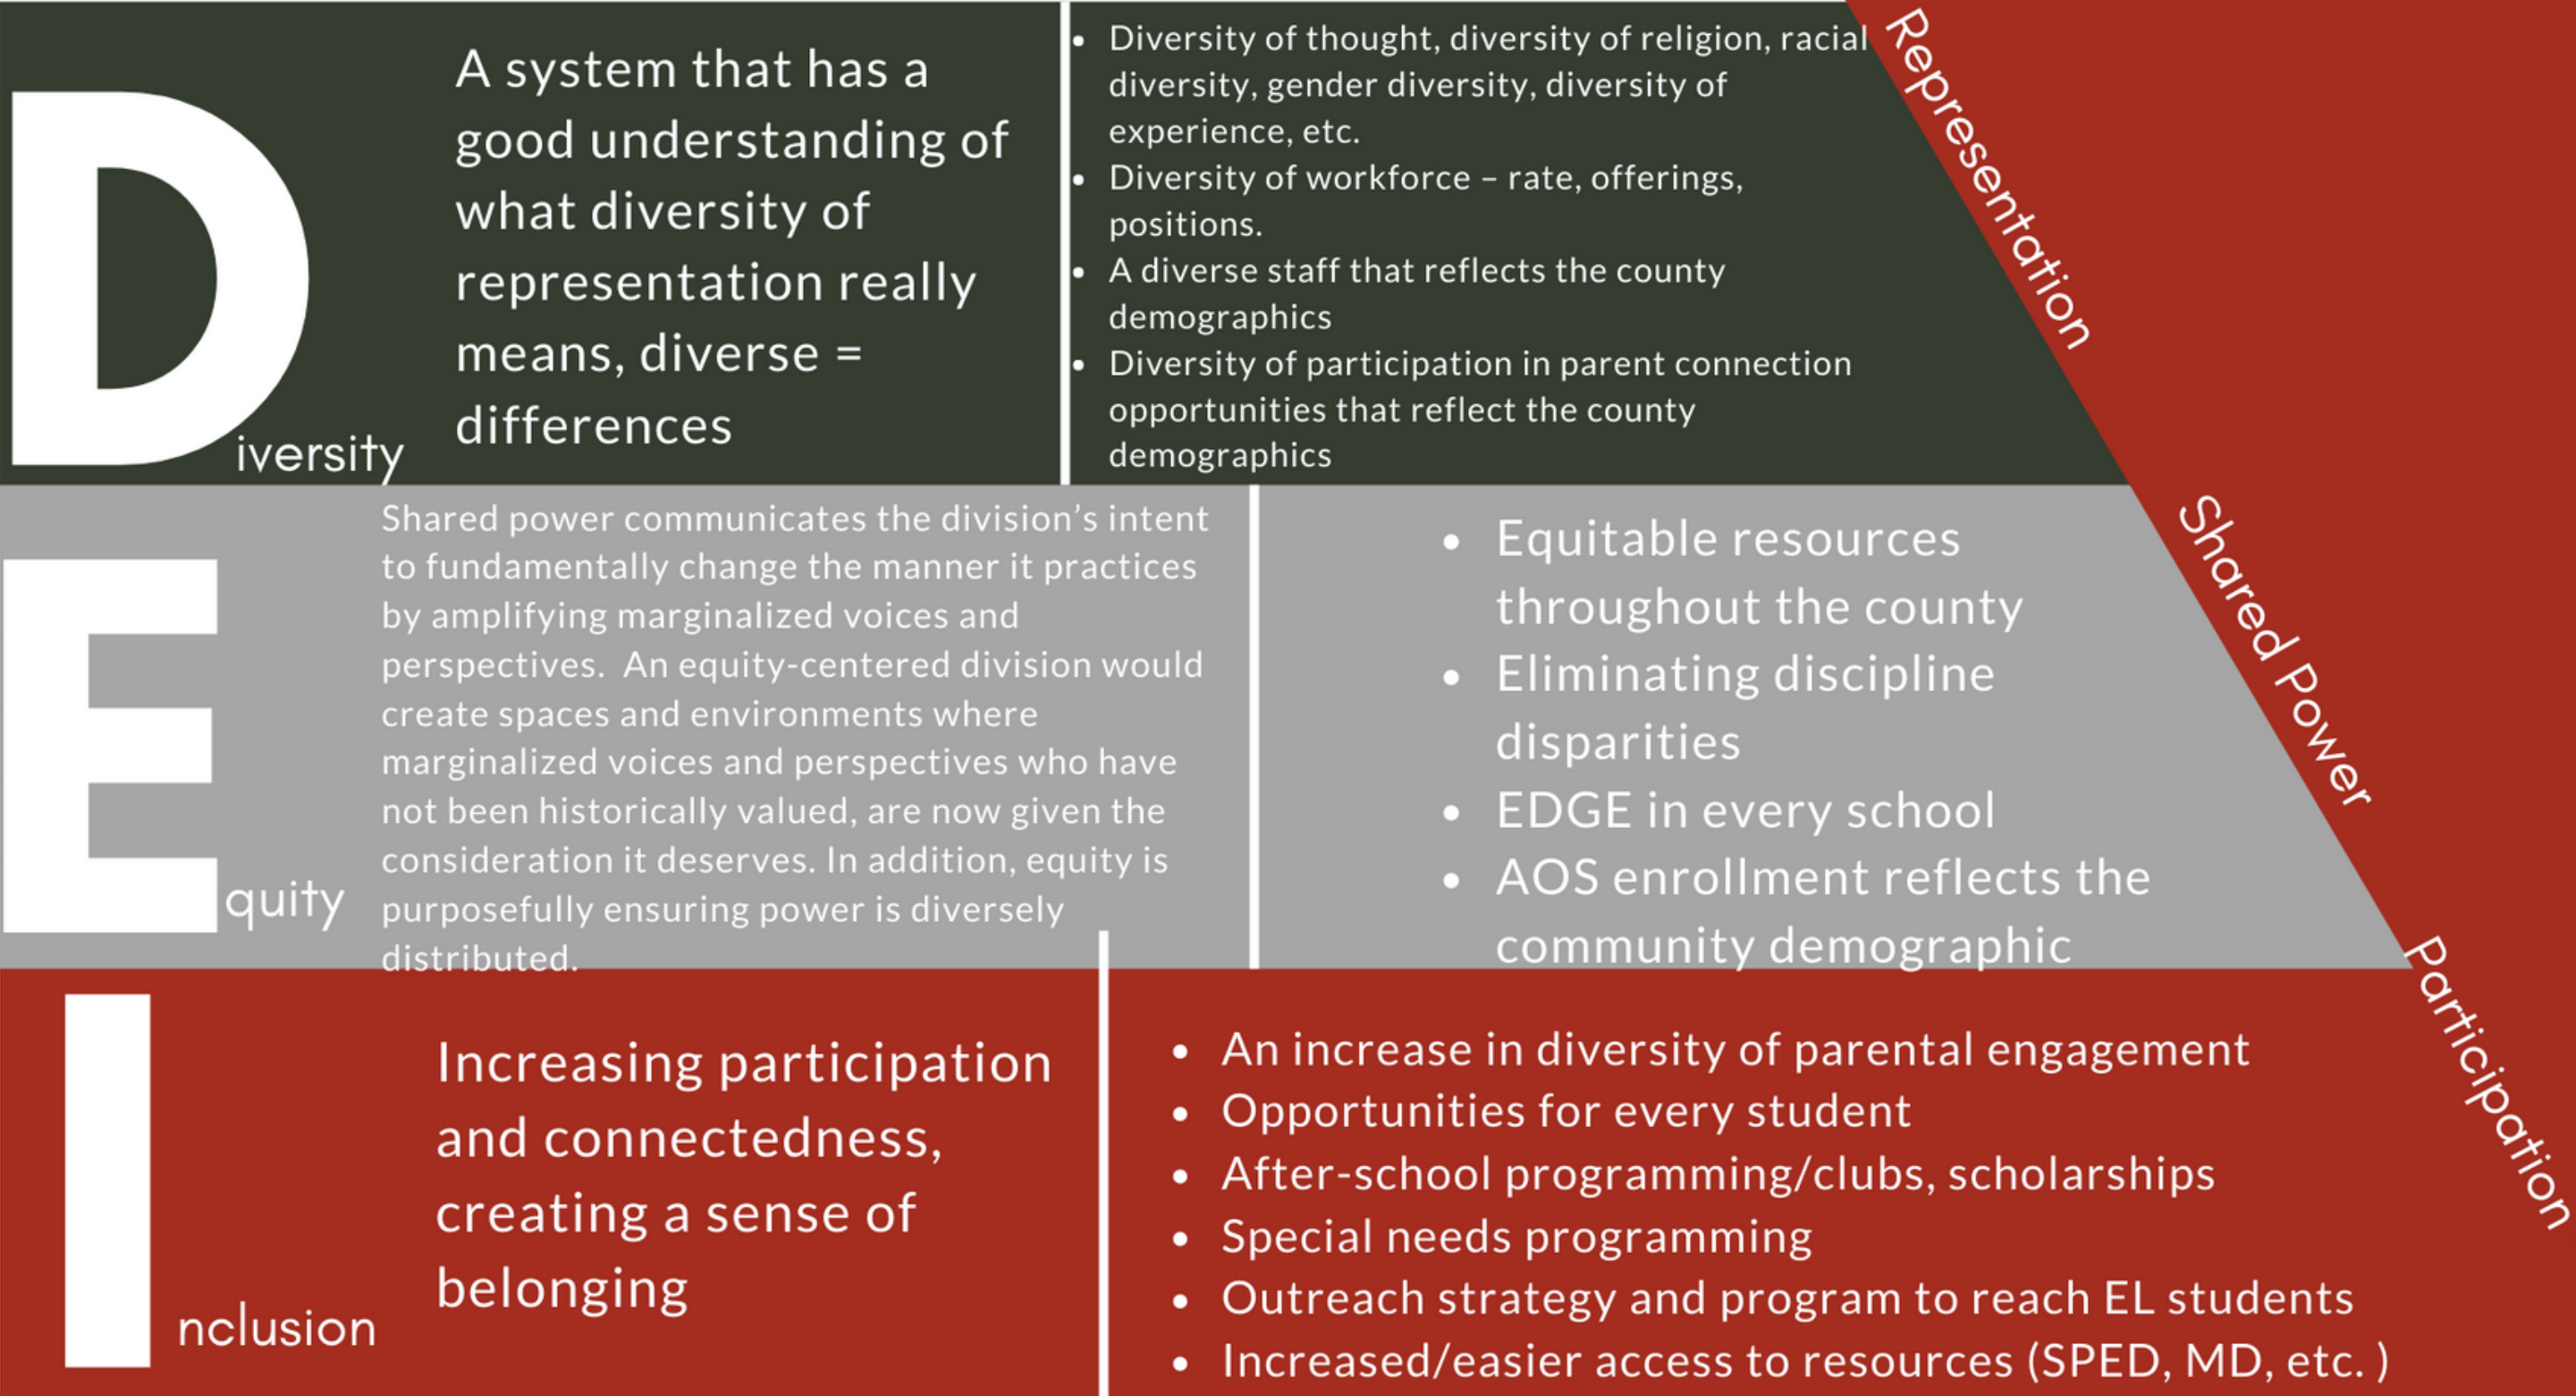 Diversity
A system that has a
good understanding of
what diversity of
representation really
means, diverse =
differences
• Diversity of thought, diversity of religion, racial
diversity, gender diversity, diversity of
experience, etc.
• Diversity of workforce – rate, offerings,
positions.
• A diverse staff that reflects the county
demographics
• Diversity of participation in parent connection
opportunities that reflect the county
demographics
Representation
Equity
Shared power communicates the division's intent
to fundamentally change the manner it practices
by amplifying marginalized voices and
perspectives.  An equity-centered division would
create spaces and environments where
marginalized voices and perspectives who have
not been historically valued, are now given the
consideration it deserves. In addition, equity is
purposefully ensuring power is diversely
distributed.
• Equitable resources
throughout the county
• Eliminating discipline
disparities
• EDGE in every school
• AOS enrollment reflects the
community demographic
Shared Power
Inclusion
Increasing participation
and connectedness,
creating a sense of
belonging
• An increase in diversity of parental engagement
• Opportunities for every student
• After-school programming/clubs, scholarships
• Special needs programming
• Outreach strategy and program to reach EL students
• Increased/easier access to resources (SPED, MD, etc. )
Participation